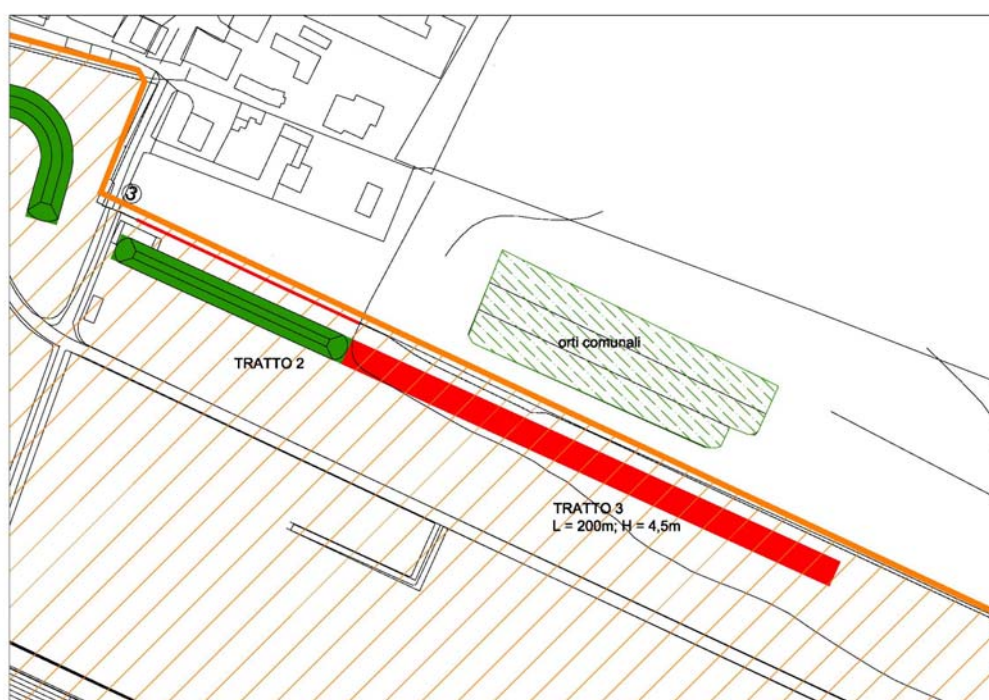 3
orti comunali
TRATTO 2
TRATTO 3
L = 200m; H = 4,5m